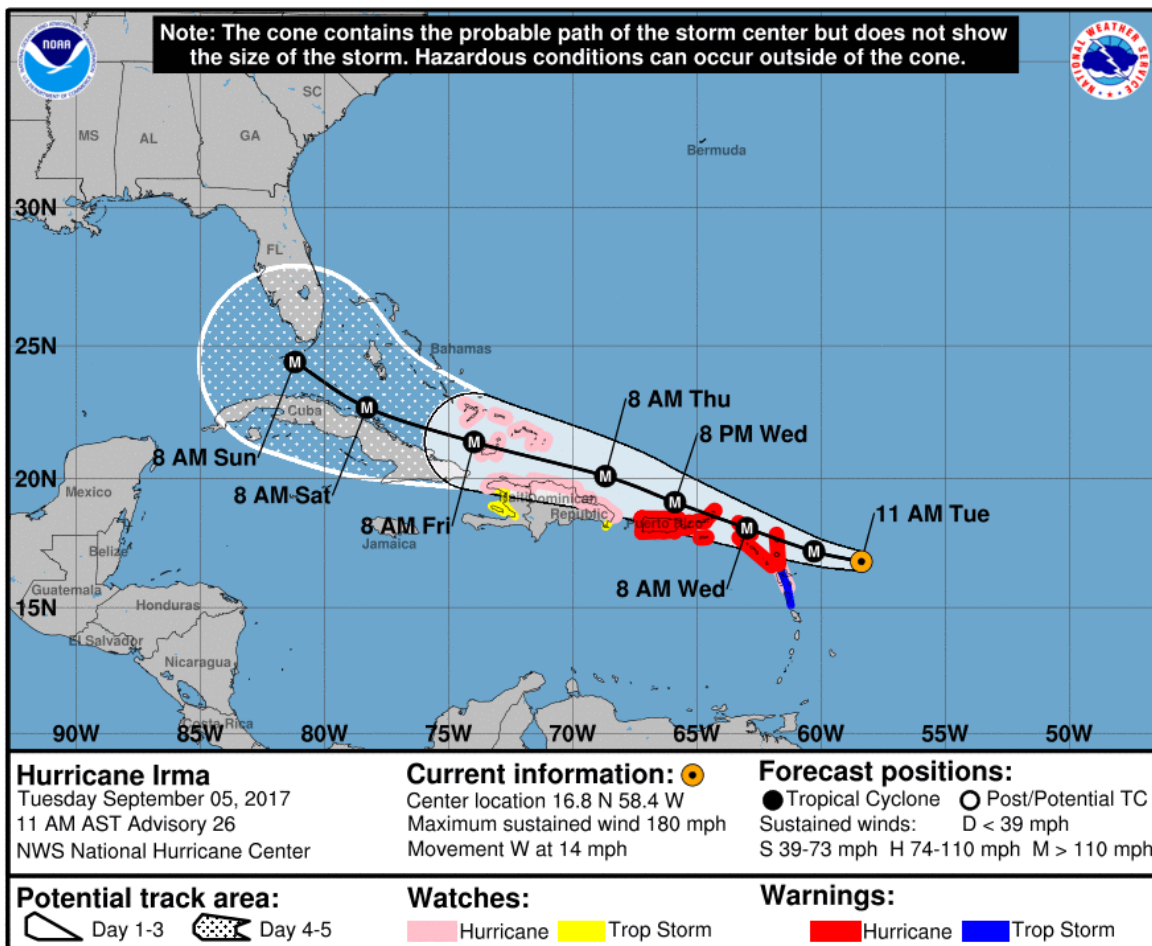 Note: The cone contains the probable path of the storm center but does not show
the size of the storm. Hazardous conditions can occur outside of the cone.
NOAA
NATIONAL WEATHER SERVICE
SC
MS
AL
GA
Bermuda
30N
FL
25N
Bahamas
8 AM Thu
8 PM Wed
M
M
M
M
M
M
M
Cuba
8 AM Sun
8 AM Sat
8 AM Fri
20N
Mexico
Haiti
Dominican
Republic
Puerto Rico
11 AM Tue
Jamaica
Belize
8 AM Wed
Guatemala
Honduras
15N
El Salvador
Nicaragua
Costa Rica
90W
85W
80W
75W
70W
65W
60W
55W
50W
Hurricane Irma
Tuesday September 05, 2017
11 AM AST Advisory 26
NWS National Hurricane Center
Current information:
Center location 16.8 N 58.4 W
Maximum sustained wind 180 mph
Movement W at 14 mph
Forecast positions:
Tropical Cyclone
Post/Potential TC
Sustained winds: D < 39 mph
S 39-73 mph H 74-110 mph M > 110 mph
Potential track area:
Day 1-3
Day 4-5
Watches:
Hurricane
Trop Storm
Warnings:
Hurricane
Trop Storm